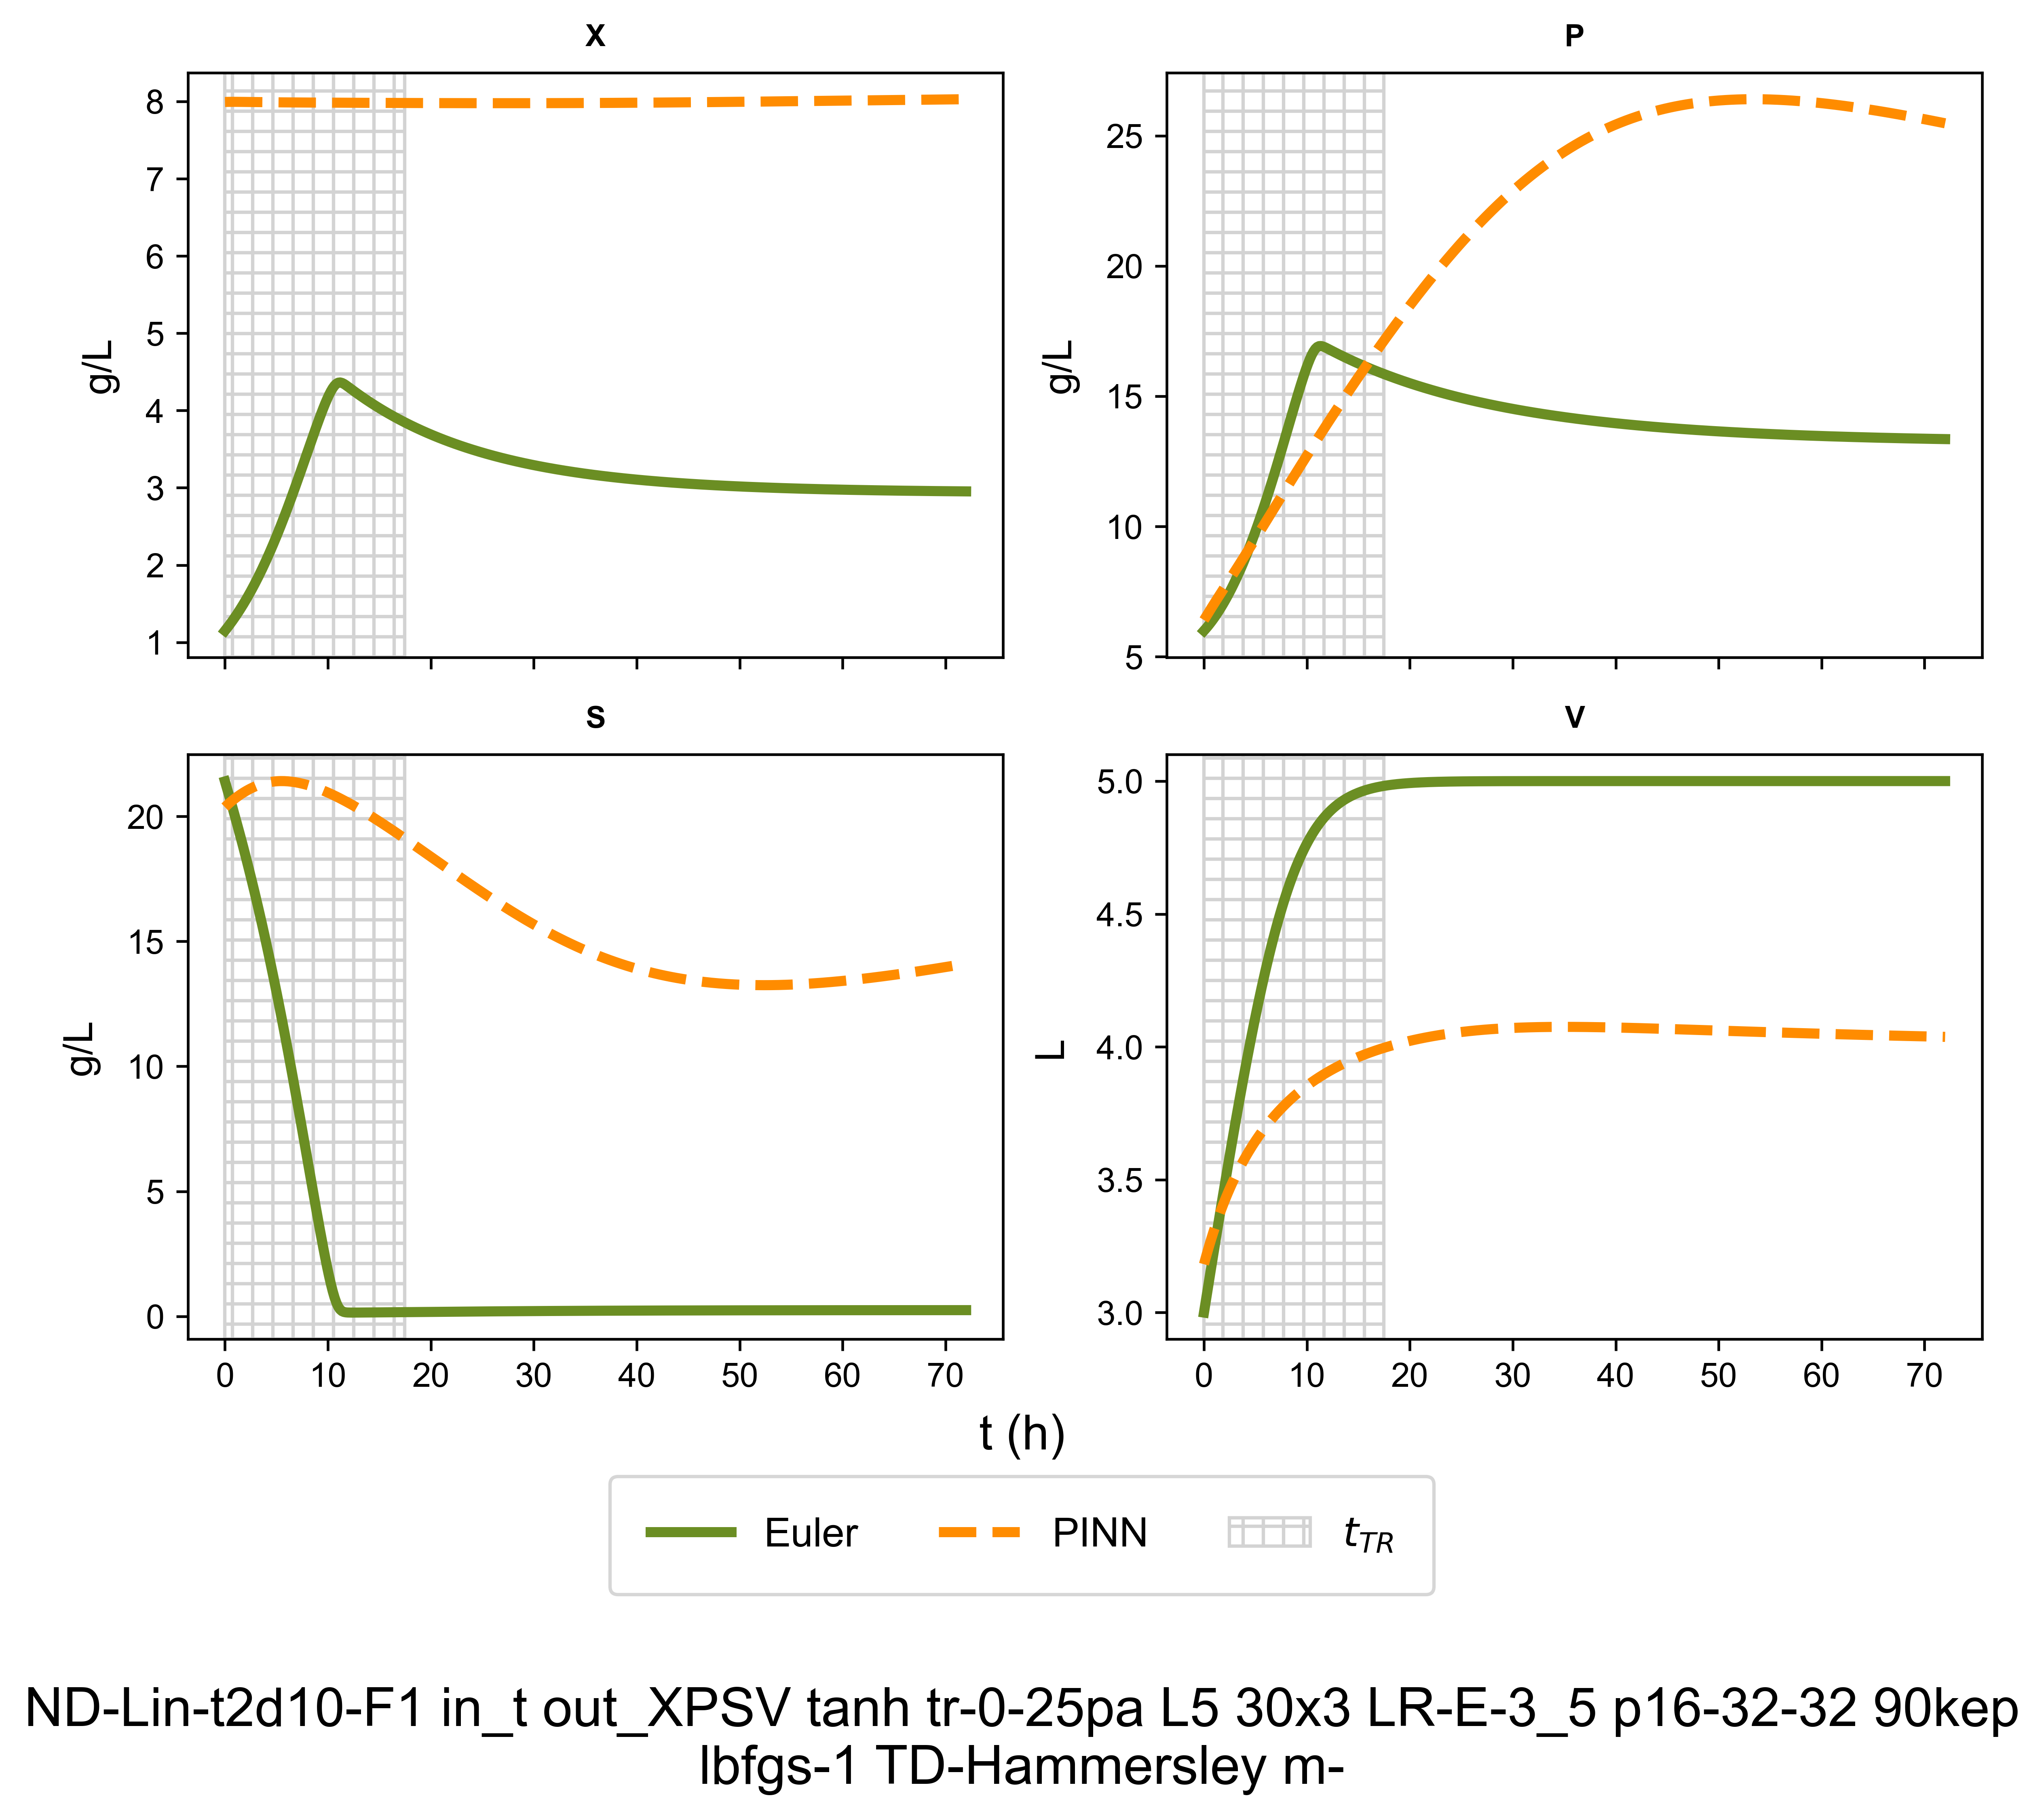 X
P
8
7
6
5
4
3
2
1
g/L
25
20
15
10
5
g/L
S
V
20
15
10
5
0
g/L
5.0
4.5
4.0
3.5
3.0
L
0 10 20 30 40 50 60 70
0 10 20 30 40 50 60 70
t (h)
Euler PINN t_TR
ND-Lin-t2d10-F1 in_t out_XPSV tanh tr-0-25pa L5 30x3 LR-E-3_5 p16-32-32 90kep
lbfgs-1 TD-Hammersley m-